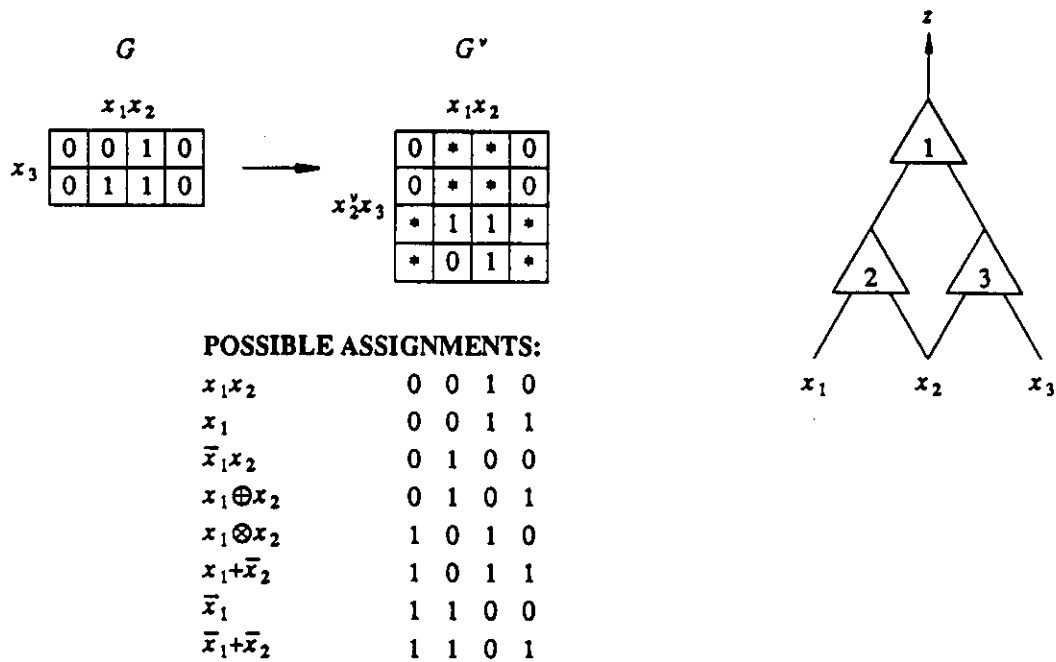 G
x₁x₂
0 0 1 0
x₃
0 1 1 0
Gᵛ
x₁x₂
0 * * 0
0 * * 0
x₂ᵛx₃
* 1 1 *
* 0 1 *
POSSIBLE ASSIGNMENTS:
x₁x₂ 0 0 1 0
x₁ 0 0 1 1
x̅₁x₂ 0 1 0 0
x₁⊕x₂ 0 1 0 1
x₁⊗x₂ 1 0 1 0
x₁+x̅₂ 1 0 1 1
x̅₁ 1 1 0 0
x̅₁+x̅₂ 1 1 0 1
z
1
2 3
x₁ x₂ x₃